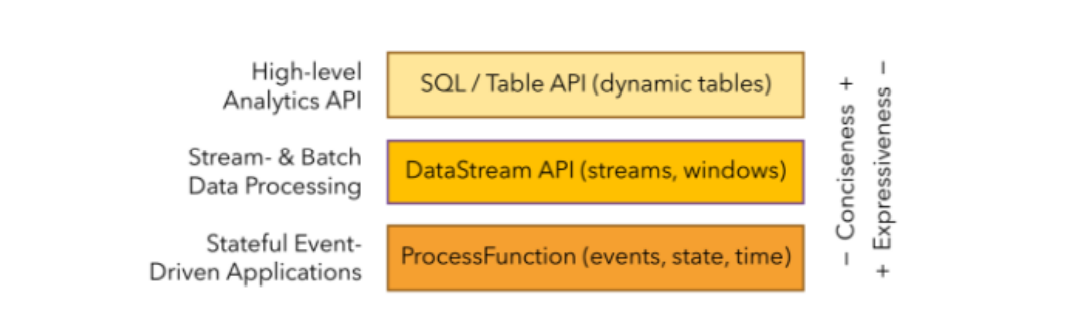 High-level
Analytics API
SQL / Table API (dynamic tables)
Stream- & Batch
Data Processing
DataStream API (streams, windows)
Stateful Event-
Driven Applications
ProcessFunction (events, state, time)
− Conciseness +
+ Expressiveness −